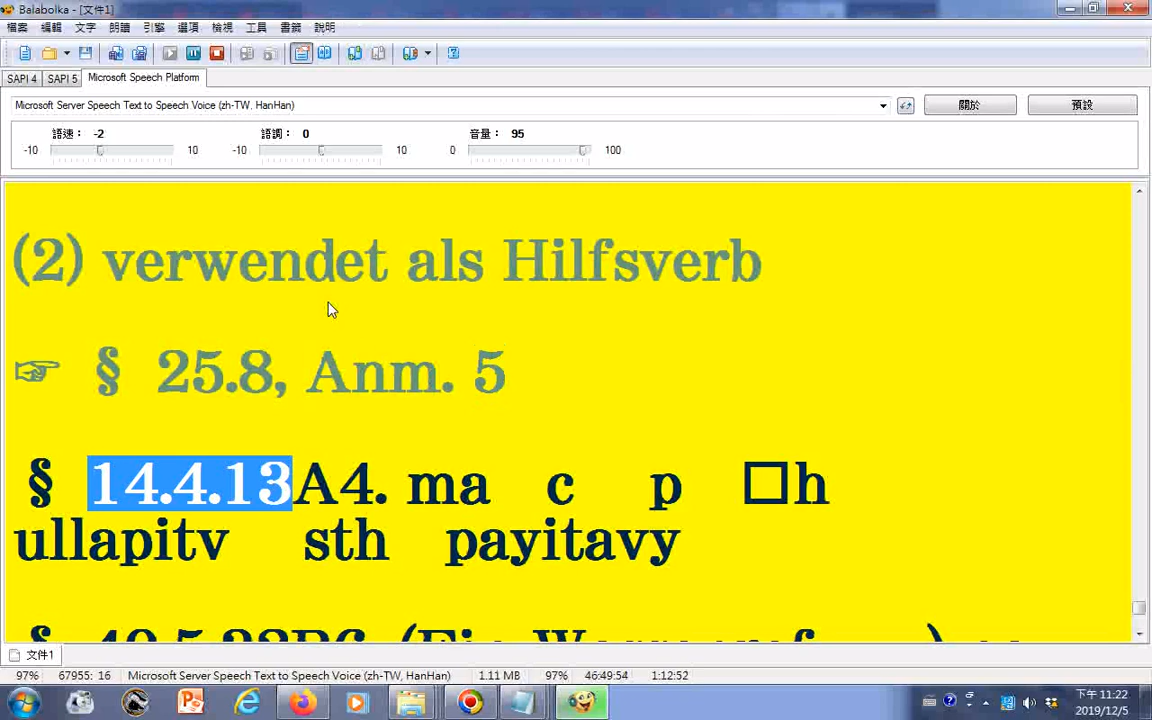 Balabolka - [文件1]
檔案 編輯 文字 朗讀 引擎 選項 檢視 工具 書籤 說明
SAPI 4 SAPI 5 Microsoft Speech Platform
Microsoft Server Speech Text to Speech Voice (zh-TW, HanHan) 關於 預設
語速: -2 語調: 0 音量: 95
-10 10 -10 10 0 100
(2) verwendet als Hilfsverb
☞ § 25.8, Anm. 5
§ 14.4.13A4. ma c p □h
ullapitv sth payitavy
文件1
97% 67955: 16 Microsoft Server Speech Text to Speech Voice (zh-TW, HanHan) 1.11 MB 97% 46:49:54 1:12:52
下午 11:22
2019/12/5